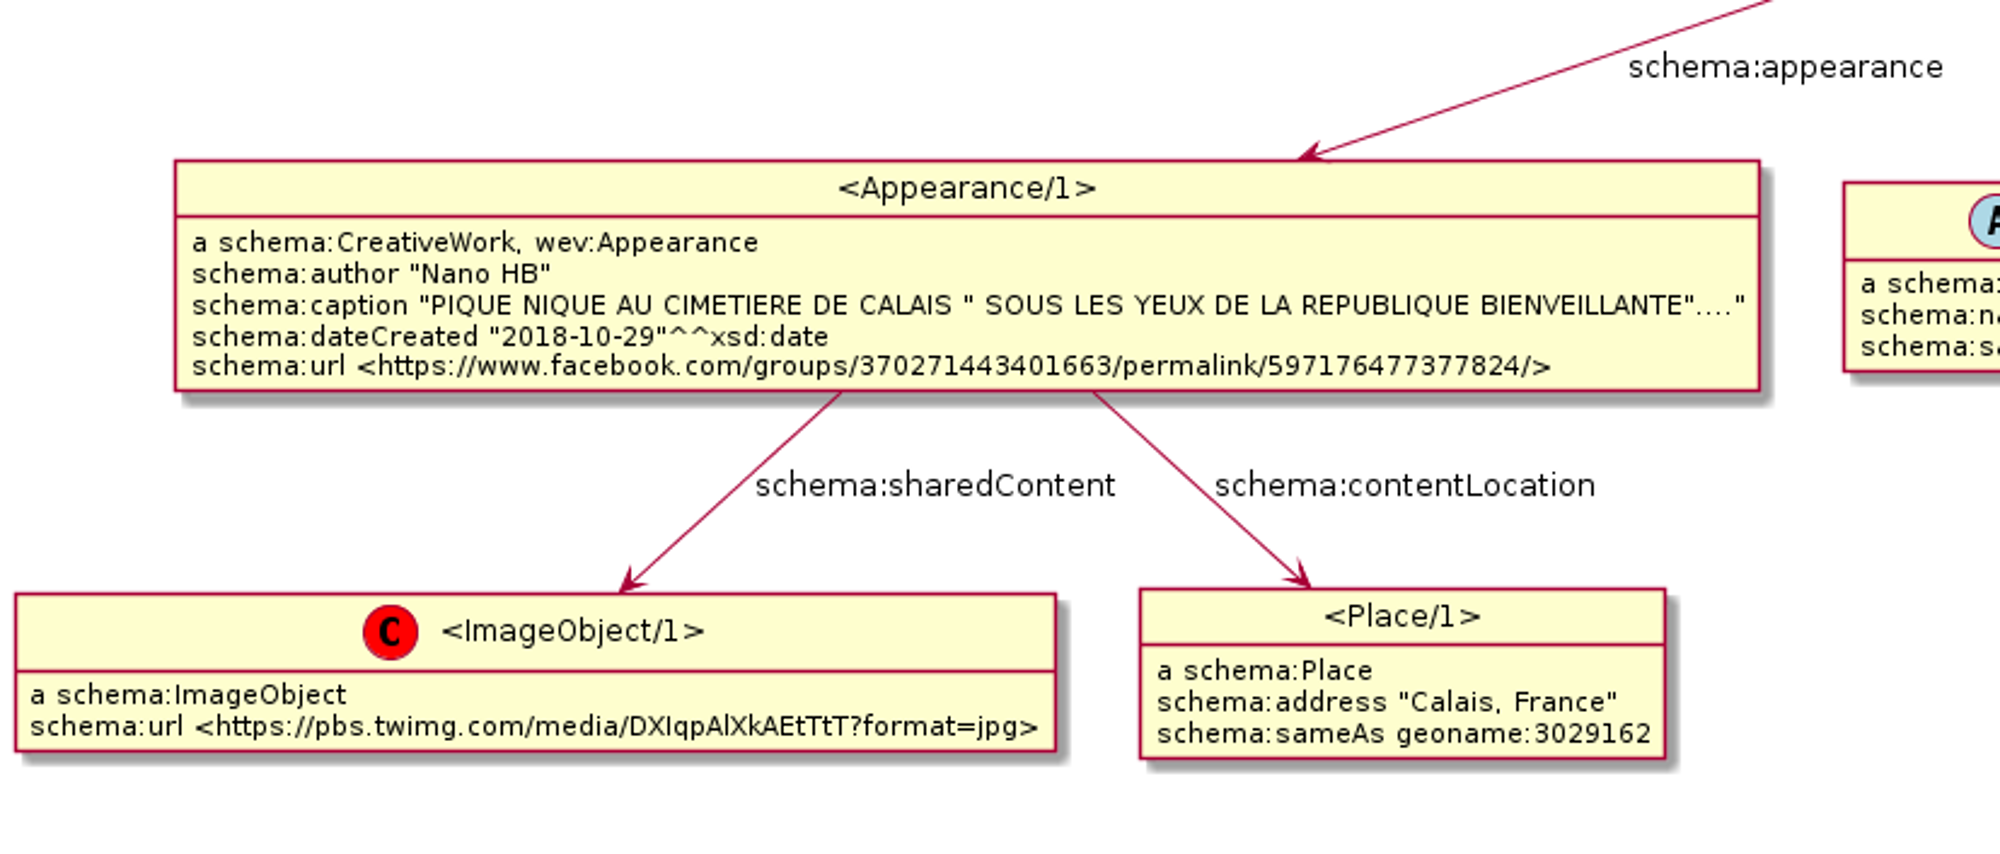 schema:appearance
<Appearance/1>
a schema:CreativeWork, wev:Appearance
schema:author "Nano HB"
schema:caption "PIQUE NIQUE AU CIMETIERE DE CALAIS " SOUS LES YEUX DE LA REPUBLIQUE BIENVEILLANTE"...."
schema:dateCreated "2018-10-29"^^xsd:date
schema:url <https://www.facebook.com/groups/370271443401663/permalink/597176477377824/>
a schema:
schema:
schema:
schema:sharedContent
schema:contentLocation
C <ImageObject/1>
a schema:ImageObject
schema:url <https://pbs.twimg.com/media/DXIqpAlXkAEtTtT?format=jpg>
<Place/1>
a schema:Place
schema:address "Calais, France"
schema:sameAs geoname:3029162